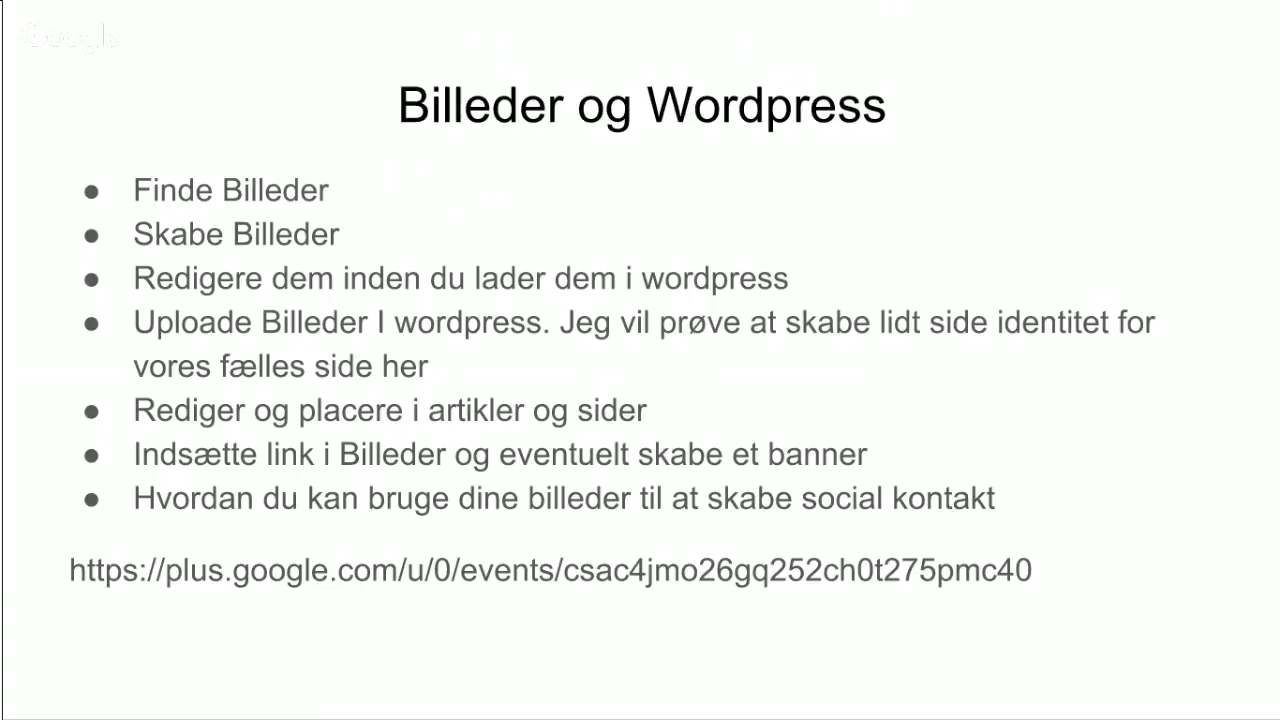 Google
Billeder og Wordpress
● Finde Billeder
● Skabe Billeder
● Redigere dem inden du lader dem i wordpress
● Uploade Billeder I wordpress. Jeg vil prøve at skabe lidt side identitet for
vores fælles side her
● Rediger og placere i artikler og sider
● Indsætte link i Billeder og eventuelt skabe et banner
● Hvordan du kan bruge dine billeder til at skabe social kontakt
https://plus.google.com/u/0/events/csac4jmo26gq252ch0t275pmc40